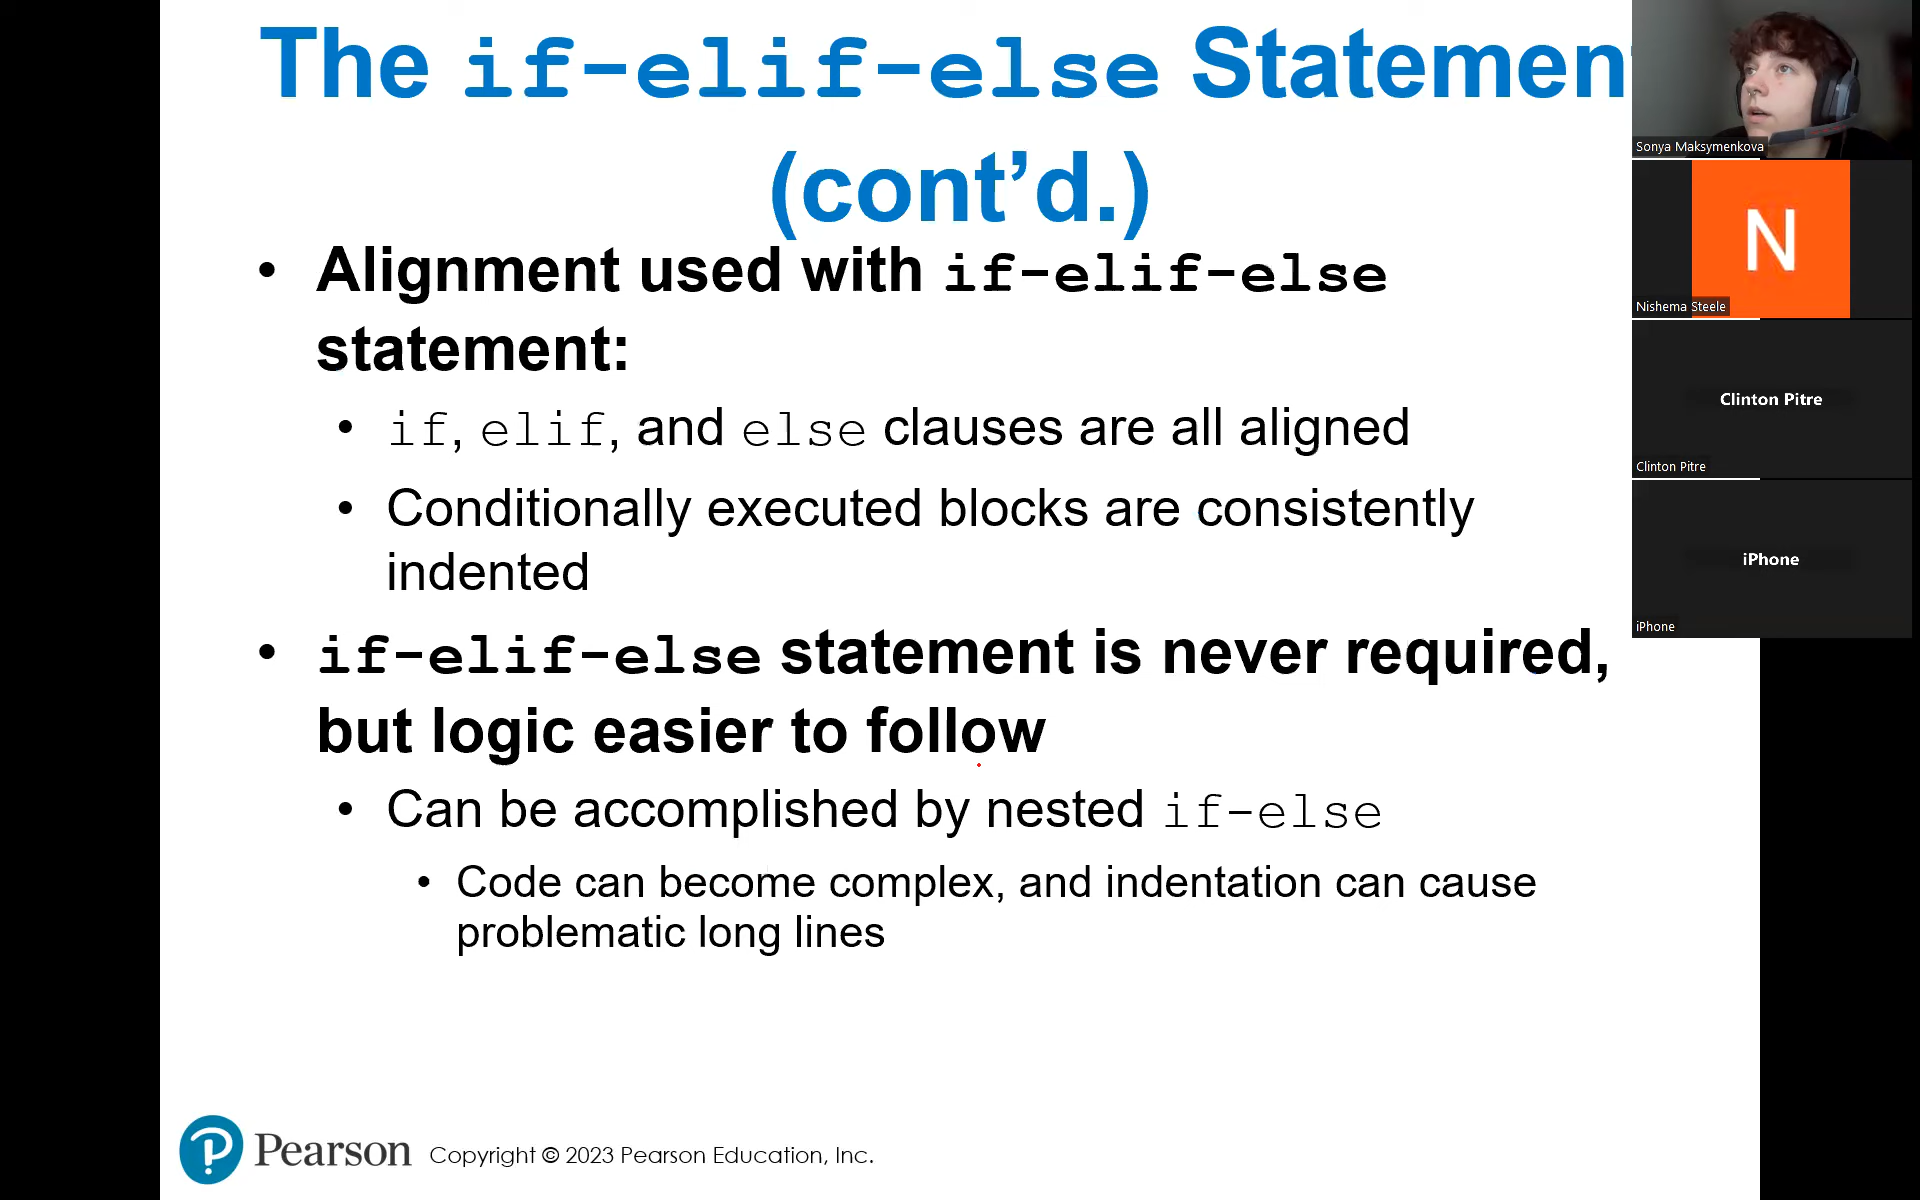 The if-elif-else Statemen
(cont’d.)
• Alignment used with if-elif-else
statement:
• if, elif, and else clauses are all aligned
• Conditionally executed blocks are consistently
indented
• if-elif-else statement is never required,
but logic easier to follow
• Can be accomplished by nested if-else
• Code can become complex, and indentation can cause
problematic long lines
P Pearson
Copyright © 2023 Pearson Education, Inc.
Sonya Maksymenkova
N
Nishema Steele
Clinton Pitre
Clinton Pitre
iPhone
iPhone